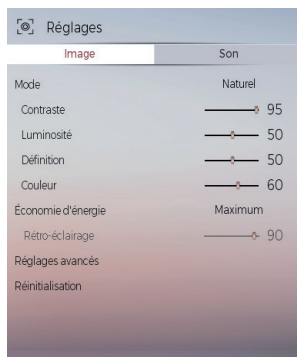 Réglages
Image Son
Mode Naturel
Contraste 95
Luminosité 50
Définition 50
Couleur 60
Économie d'énergie Maximum
Rétro-éclairage 90
Réglages avancés
Réinitialisation